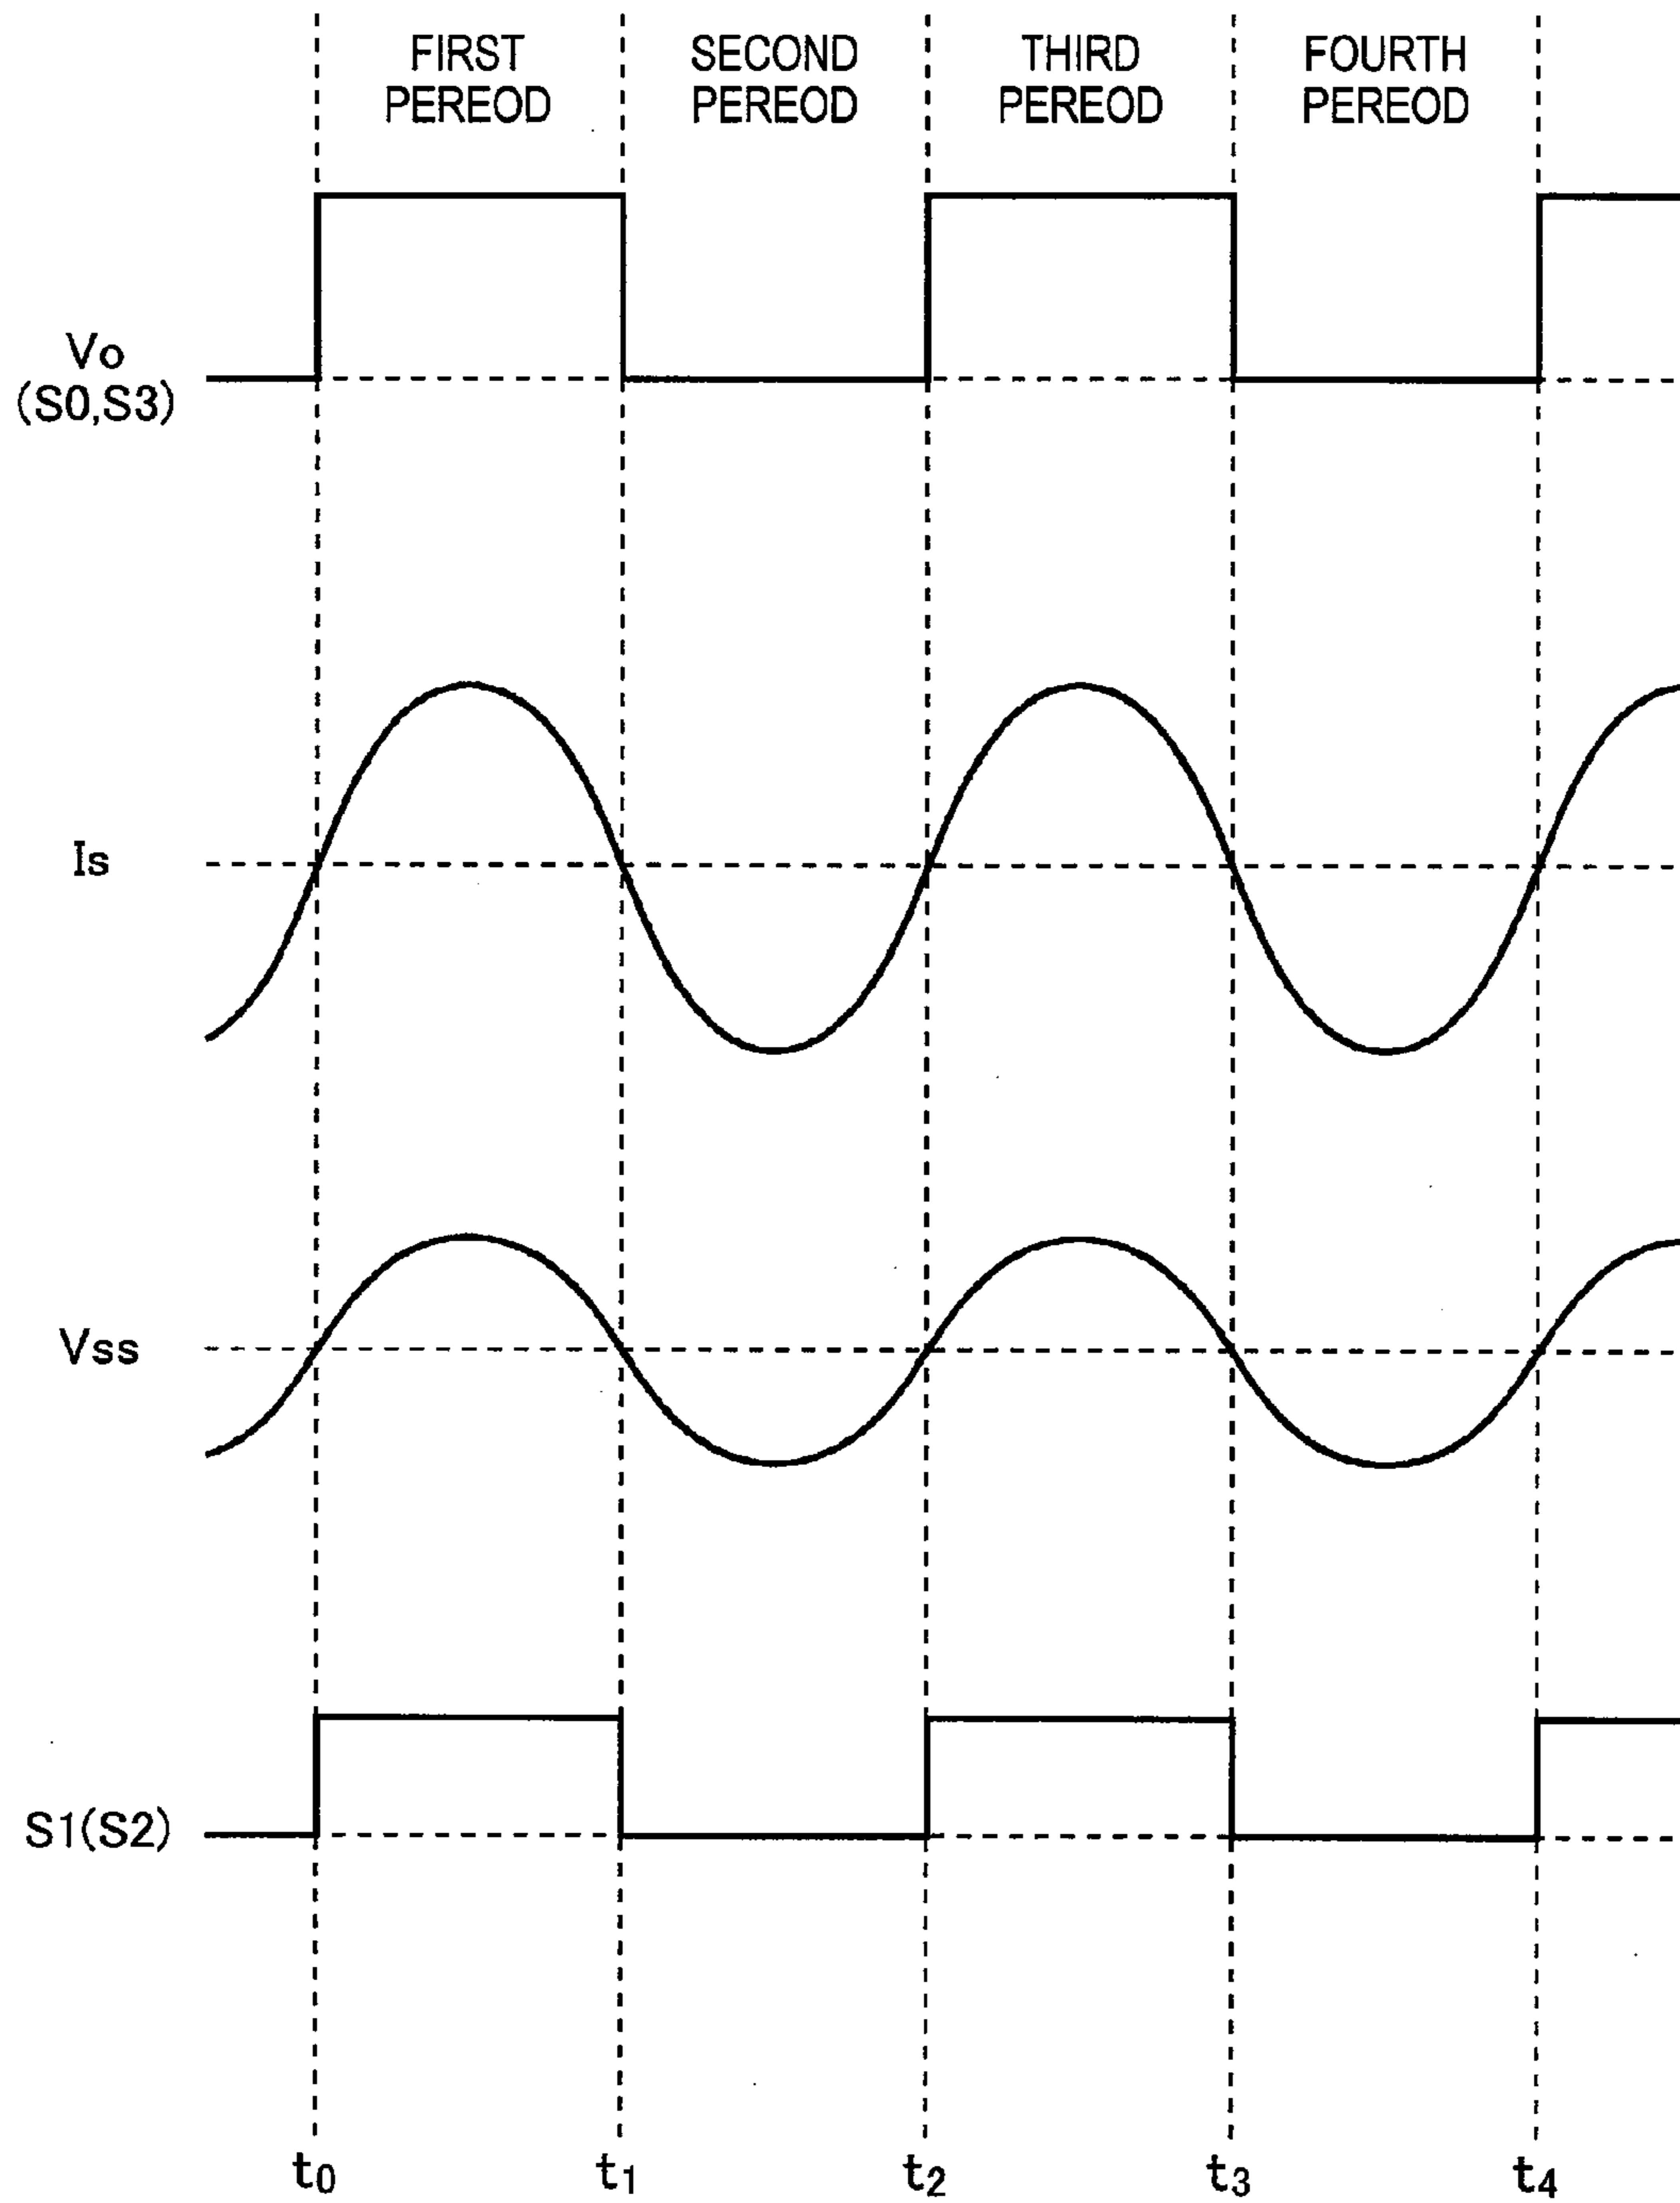 FIRST
PEREOD
SECOND
PEREOD
THIRD
PEREOD
FOURTH
PEREOD
Vo
(S0,S3)
Is
Vss
S1(S2)
t0
t1
t2
t3
t4